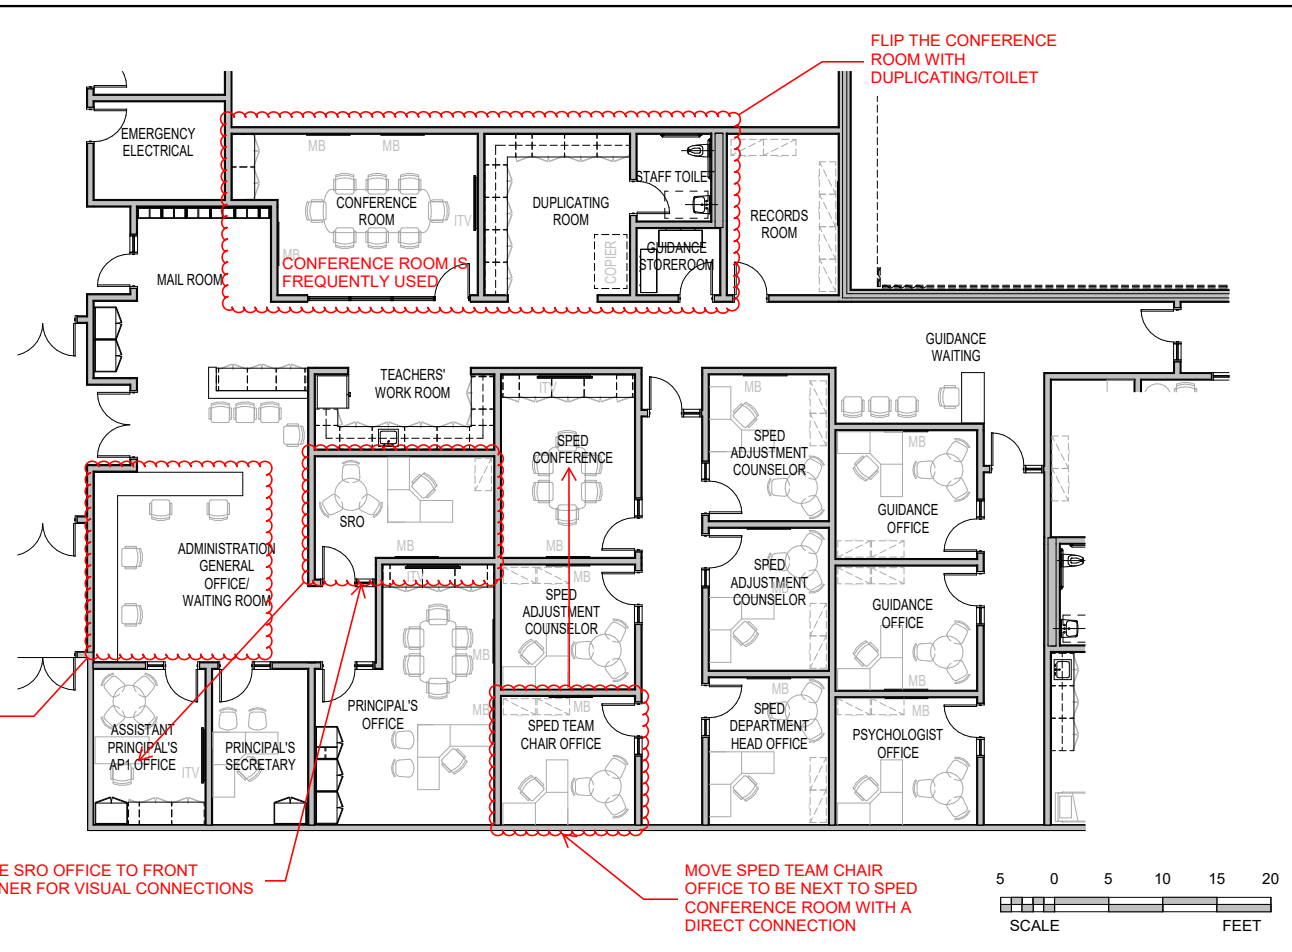 FLIP THE CONFERENCE
ROOM WITH
DUPLICATING/TOILET
EMERGENCY
ELECTRICAL
MB
MB
CONFERENCE
ROOM
ITV
MB
CONFERENCE ROOM IS
FREQUENTLY USED
DUPLICATING
ROOM
COPIER
STAFF TOILET
GUIDANCE
STOREROOM
RECORDS
ROOM
MAIL ROOM
GUIDANCE
WAITING
TEACHERS'
WORK ROOM
ITV
SPED
CONFERENCE
MB
MB
SPED
ADJUSTMENT
COUNSELOR
MB
GUIDANCE
OFFICE
SRO
MB
ADMINISTRATION
GENERAL
OFFICE/
WAITING ROOM
ITV
MB
SPED
ADJUSTMENT
COUNSELOR
SPED
ADJUSTMENT
COUNSELOR
MB
GUIDANCE
OFFICE
MB
MB
PRINCIPAL'S
OFFICE
MB
MB
SPED TEAM
CHAIR OFFICE
MB
SPED
DEPARTMENT
HEAD OFFICE
MB
PSYCHOLOGIST
OFFICE
ASSISTANT
PRINCIPAL'S
AP1 OFFICE
ITV
PRINCIPAL'S
SECRETARY
E SRO OFFICE TO FRONT
NER FOR VISUAL CONNECTIONS
MOVE SPED TEAM CHAIR
OFFICE TO BE NEXT TO SPED
CONFERENCE ROOM WITH A
DIRECT CONNECTION
5 0 5 10 15 20
SCALE FEET